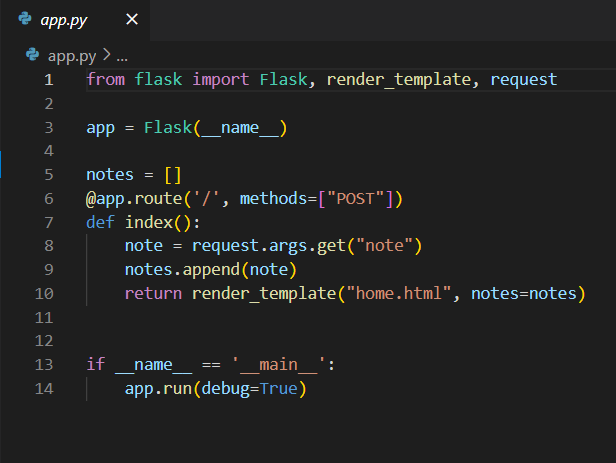 app.py ×
app.py > ...
1 from flask import Flask, render_template, request
2
3 app = Flask(__name__)
4
5 notes = []
6 @app.route('/', methods=["POST"])
7 def index():
8     note = request.args.get("note")
9     notes.append(note)
10     return render_template("home.html", notes=notes)
11
12
13 if __name__ == '__main__':
14     app.run(debug=True)